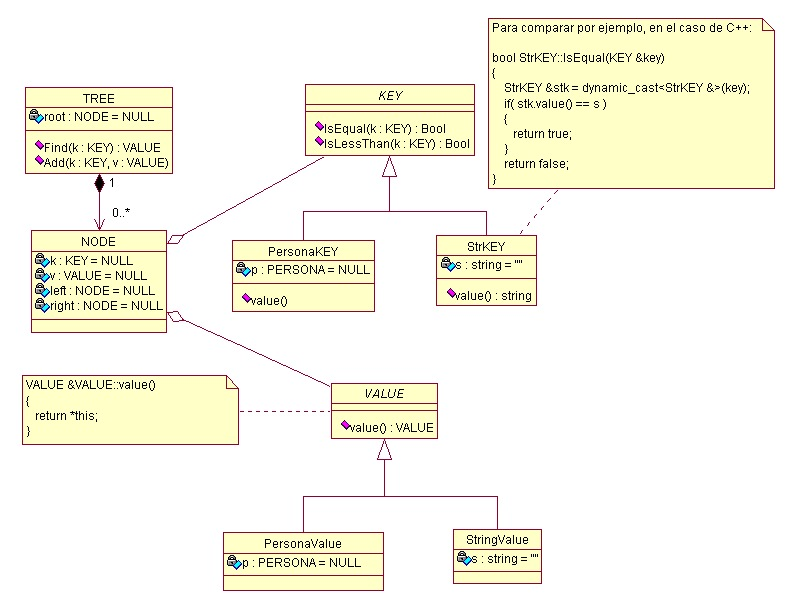 Para comparar por ejemplo, en el caso de C++:
bool StrKEY::IsEqual(KEY &key)
{
StrKEY &stk = dynamic_cast<StrKEY &>(key);
if( stk.value() == s )
{
return true;
}
return false;
}
TREE
root : NODE = NULL
Find(k : KEY) : VALUE
Add(k : KEY, v : VALUE)
KEY
IsEqual(k : KEY) : Bool
IsLessThan(k : KEY) : Bool
1
0..*
NODE
k : KEY = NULL
v : VALUE = NULL
left : NODE = NULL
right : NODE = NULL
PersonaKEY
p : PERSONA = NULL
value()
StrKEY
s : string = ""
value() : string
VALUE &VALUE::value()
{
return *this;
}
VALUE
value() : VALUE
PersonaValue
p : PERSONA = NULL
StringValue
s : string = ""